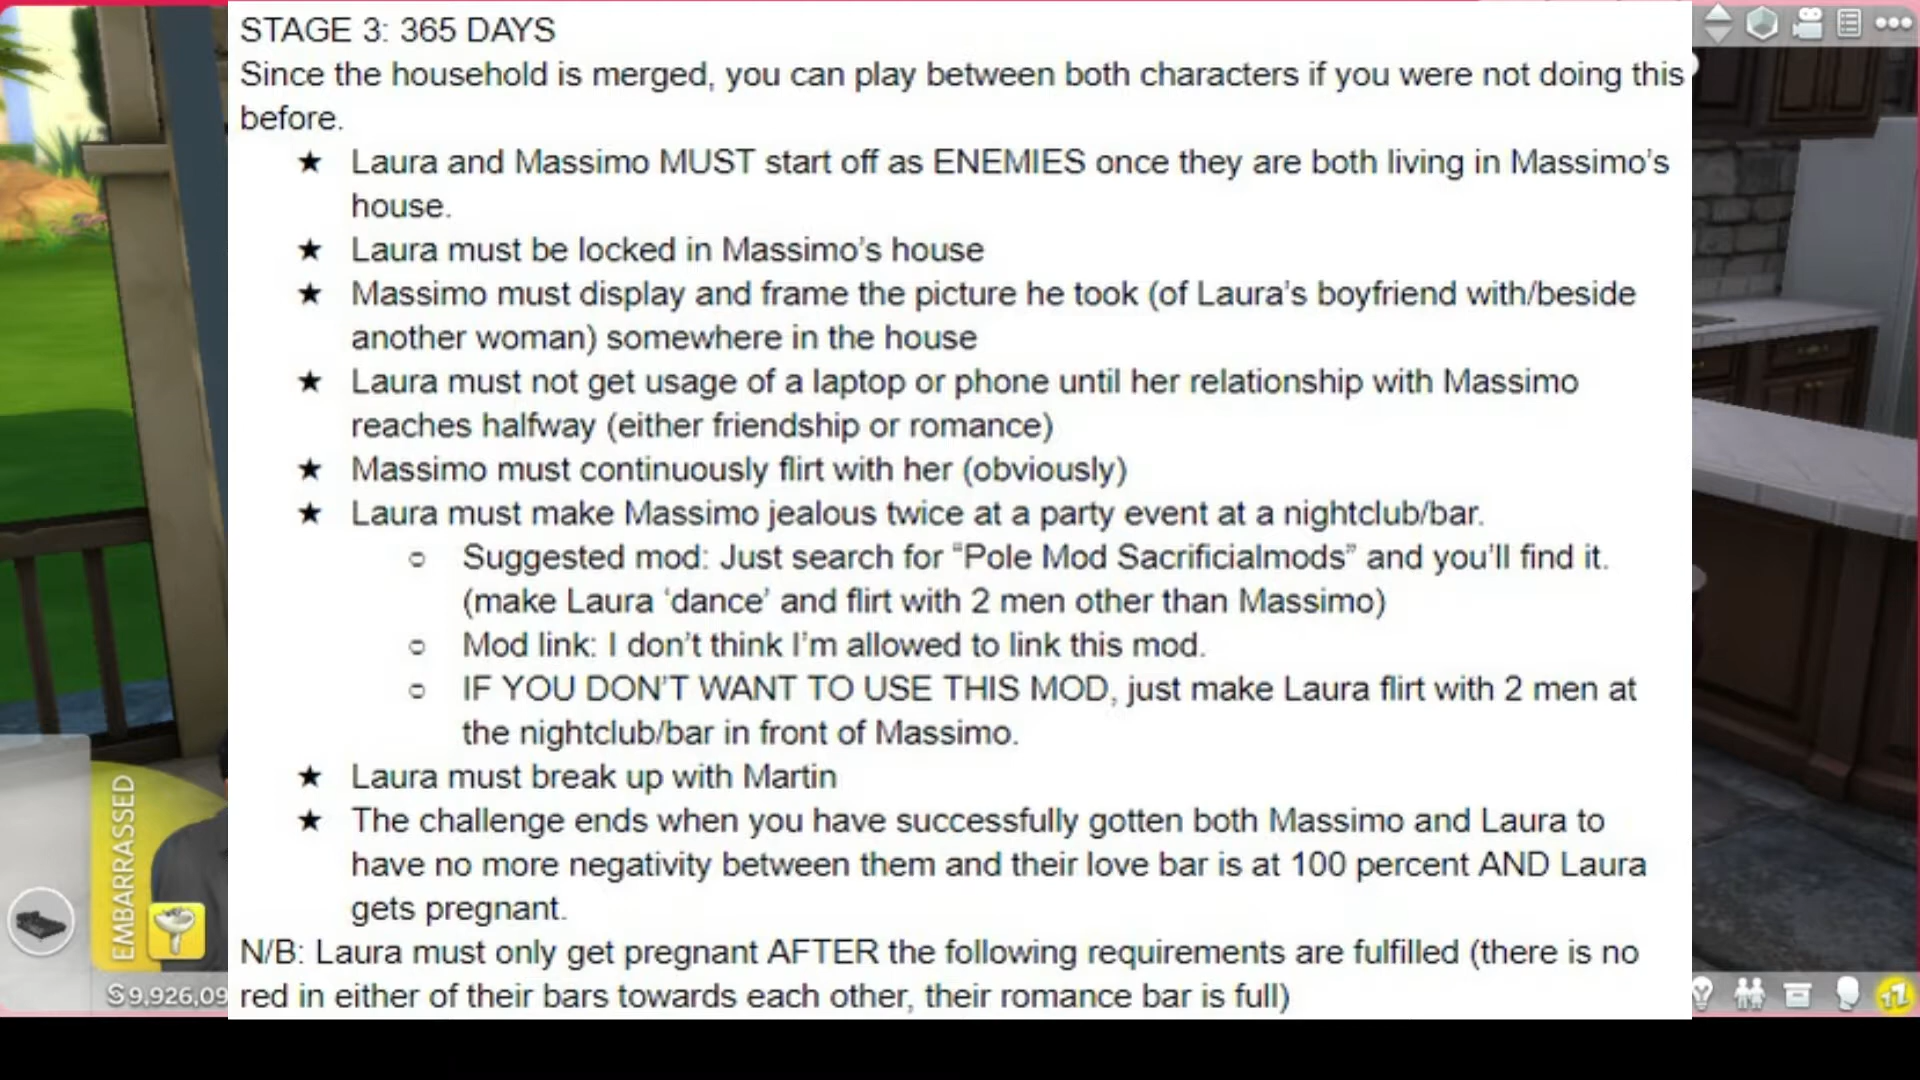 STAGE 3: 365 DAYS
Since the household is merged, you can play between both characters if you were not doing this
before.
★ Laura and Massimo MUST start off as ENEMIES once they are both living in Massimo's
house.
★ Laura must be locked in Massimo's house
★ Massimo must display and frame the picture he took (of Laura's boyfriend with/beside
another woman) somewhere in the house
★ Laura must not get usage of a laptop or phone until her relationship with Massimo
reaches halfway (either friendship or romance)
★ Massimo must continuously flirt with her (obviously)
★ Laura must make Massimo jealous twice at a party event at a nightclub/bar.
○ Suggested mod: Just search for “Pole Mod Sacrificialmods” and you'll find it.
(make Laura ‘dance’ and flirt with 2 men other than Massimo)
○ Mod link: I don't think I'm allowed to link this mod.
○ IF YOU DON'T WANT TO USE THIS MOD, just make Laura flirt with 2 men at
the nightclub/bar in front of Massimo.
★ Laura must break up with Martin
★ The challenge ends when you have successfully gotten both Massimo and Laura to
have no more negativity between them and their love bar is at 100 percent AND Laura
gets pregnant.
N/B: Laura must only get pregnant AFTER the following requirements are fulfilled (there is no
red in either of their bars towards each other, their romance bar is full)
EMBARRASSED
§9,926,09